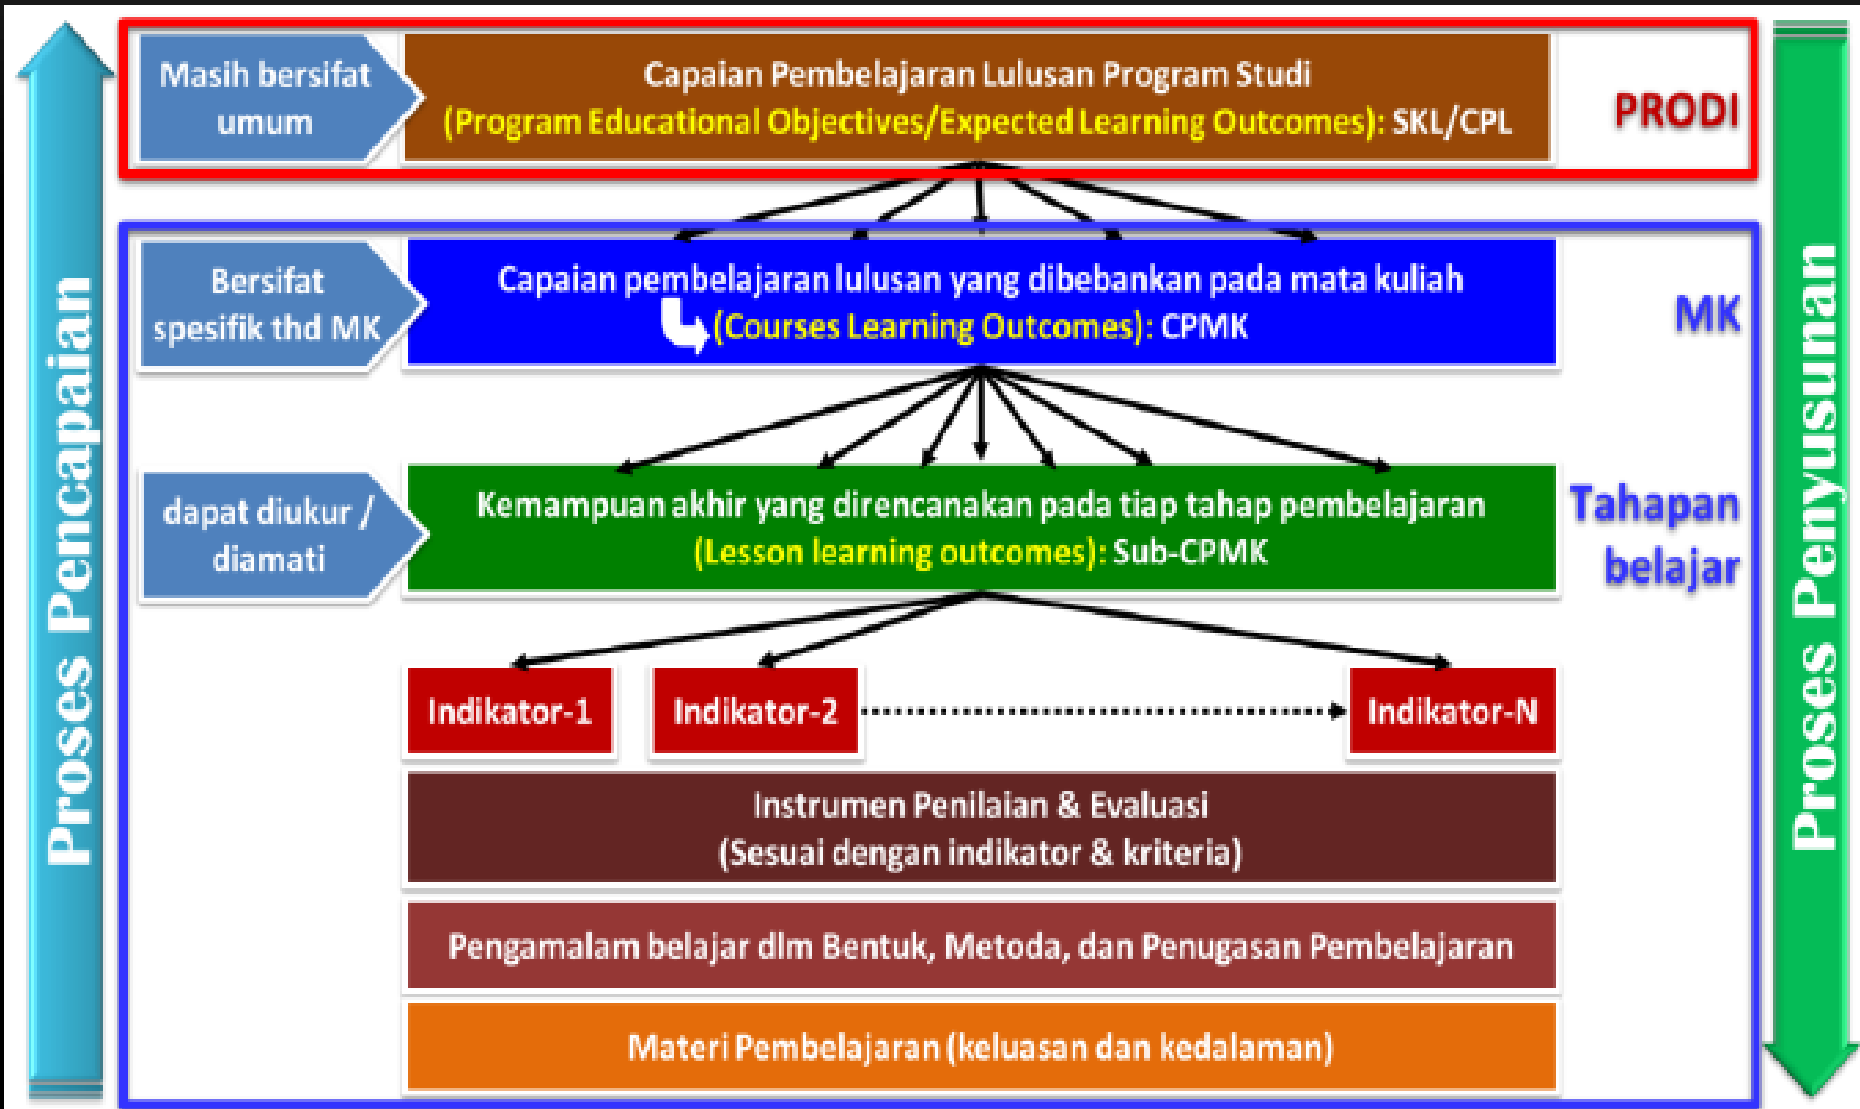 Masih bersifat
umum
Capaian Pembelajaran Lulusan Program Studi
(Program Educational Objectives/Expected Learning Outcomes): SKL/CPL
PRODI
Bersifat
spesifik thd MK
Capaian pembelajaran lulusan yang dibebankan pada mata kuliah
(Courses Learning Outcomes): CPMK
MK
dapat diukur /
diamati
Kemampuan akhir yang direncanakan pada tiap tahap pembelajaran
(Lesson learning outcomes): Sub-CPMK
Tahapan
belajar
Indikator-1
Indikator-2
Indikator-N
Instrumen Penilaian & Evaluasi
(Sesuai dengan indikator & kriteria)
Pengamalam belajar dlm Bentuk, Metoda, dan Penugasan Pembelajaran
Materi Pembelajaran (keluasan dan kedalaman)
Proses Pencapaian
Proses Penyusunan